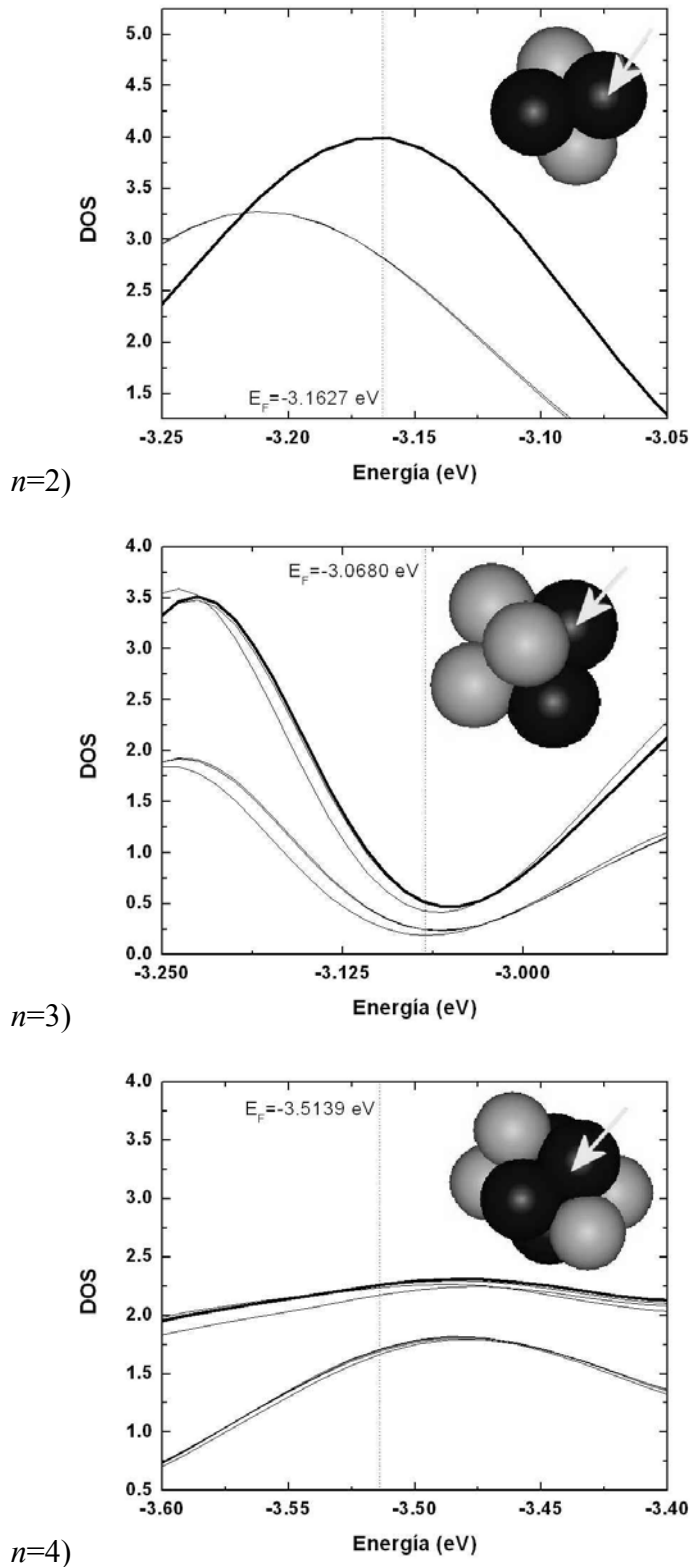 5.0
4.5
4.0
3.5
3.0
2.5
2.0
1.5
DOS
E_F=-3.1627 eV
-3.25 -3.20 -3.15 -3.10 -3.05
Energía (eV)
n=2)
4.0
3.5
3.0
2.5
2.0
1.5
1.0
0.5
0.0
DOS
E_F=-3.0680 eV
-3.250 -3.125 -3.000
Energía (eV)
n=3)
4.0
3.5
3.0
2.5
2.0
1.5
1.0
0.5
DOS
E_F=-3.5139 eV
-3.60 -3.55 -3.50 -3.45 -3.40
Energía (eV)
n=4)